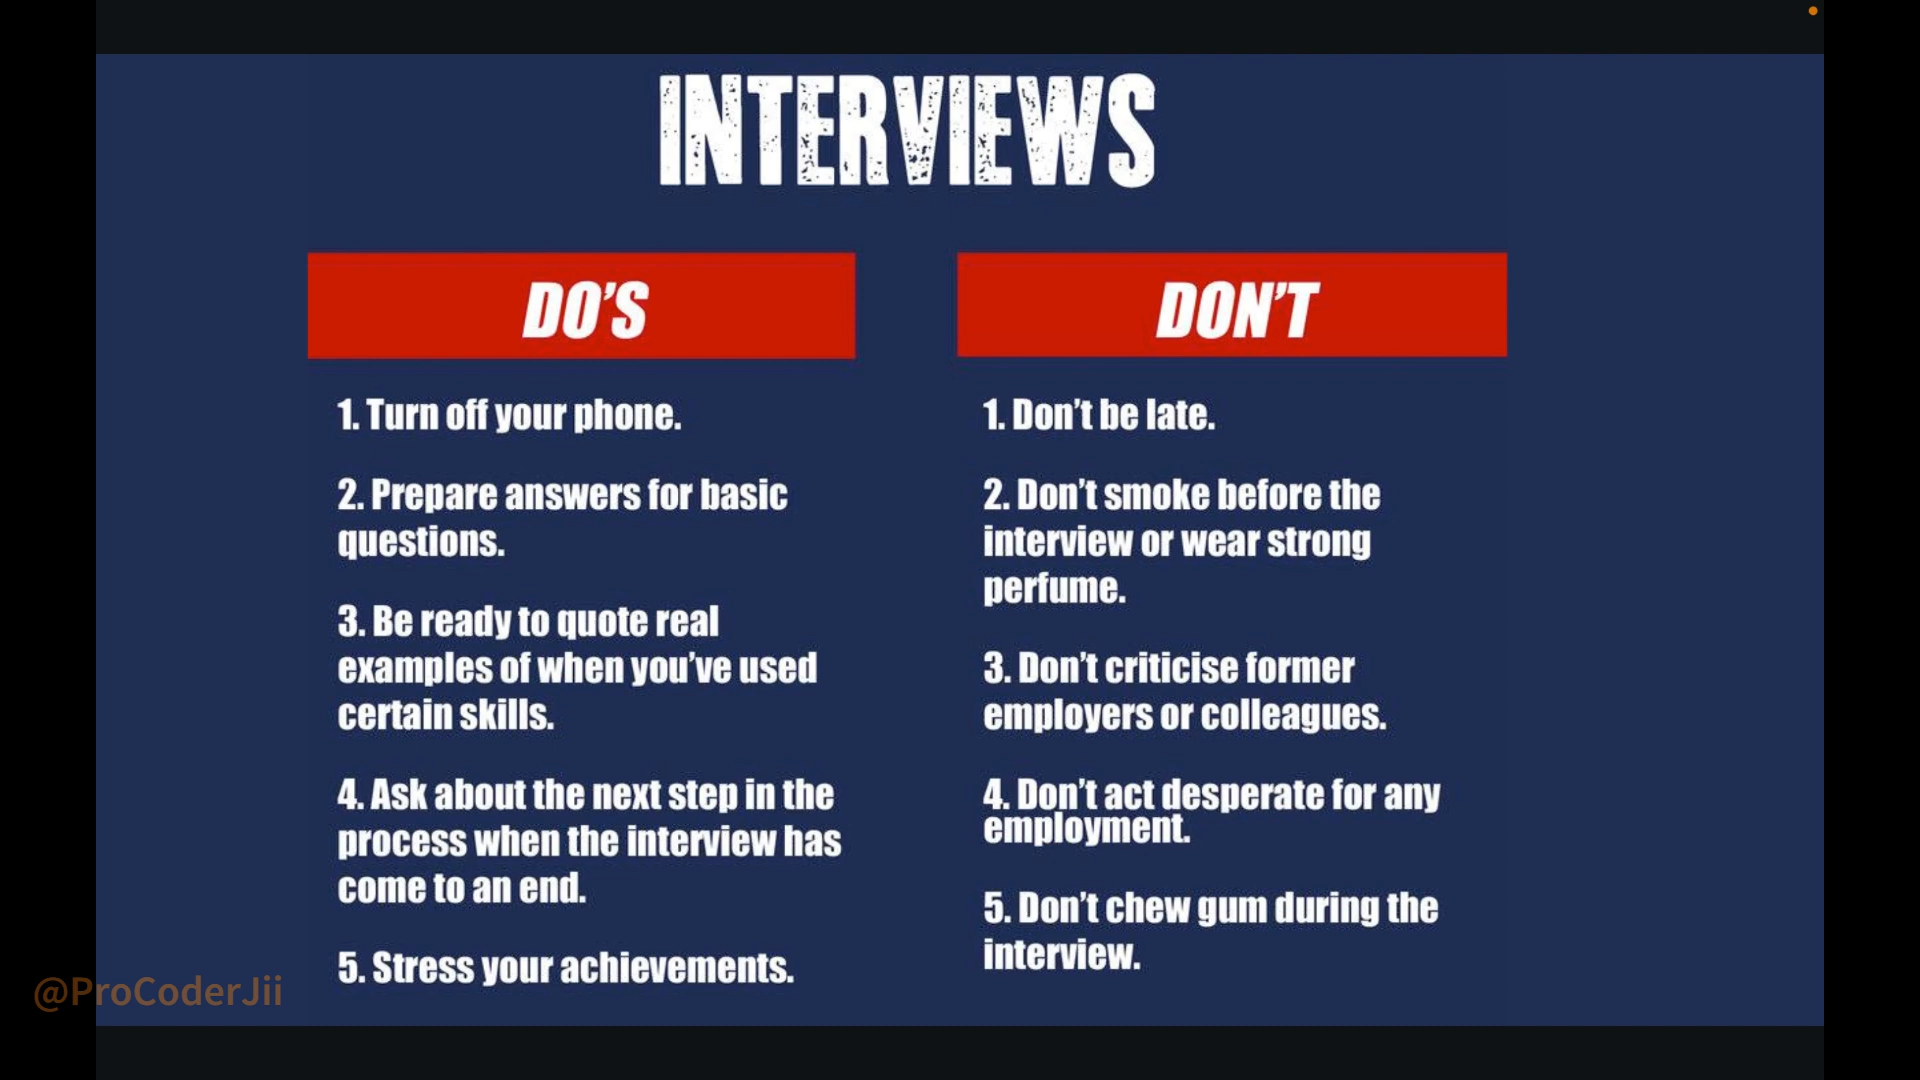 INTERVIEWS
DO'S
1. Turn off your phone.
2. Prepare answers for basic
questions.
3. Be ready to quote real
examples of when you've used
certain skills.
4. Ask about the next step in the
process when the interview has
come to an end.
5. Stress your achievements.
DON'T
1. Don't be late.
2. Don't smoke before the
interview or wear strong
perfume.
3. Don't criticise former
employers or colleagues.
4. Don't act desperate for any
employment.
5. Don't chew gum during the
interview.
@ProCoderJii